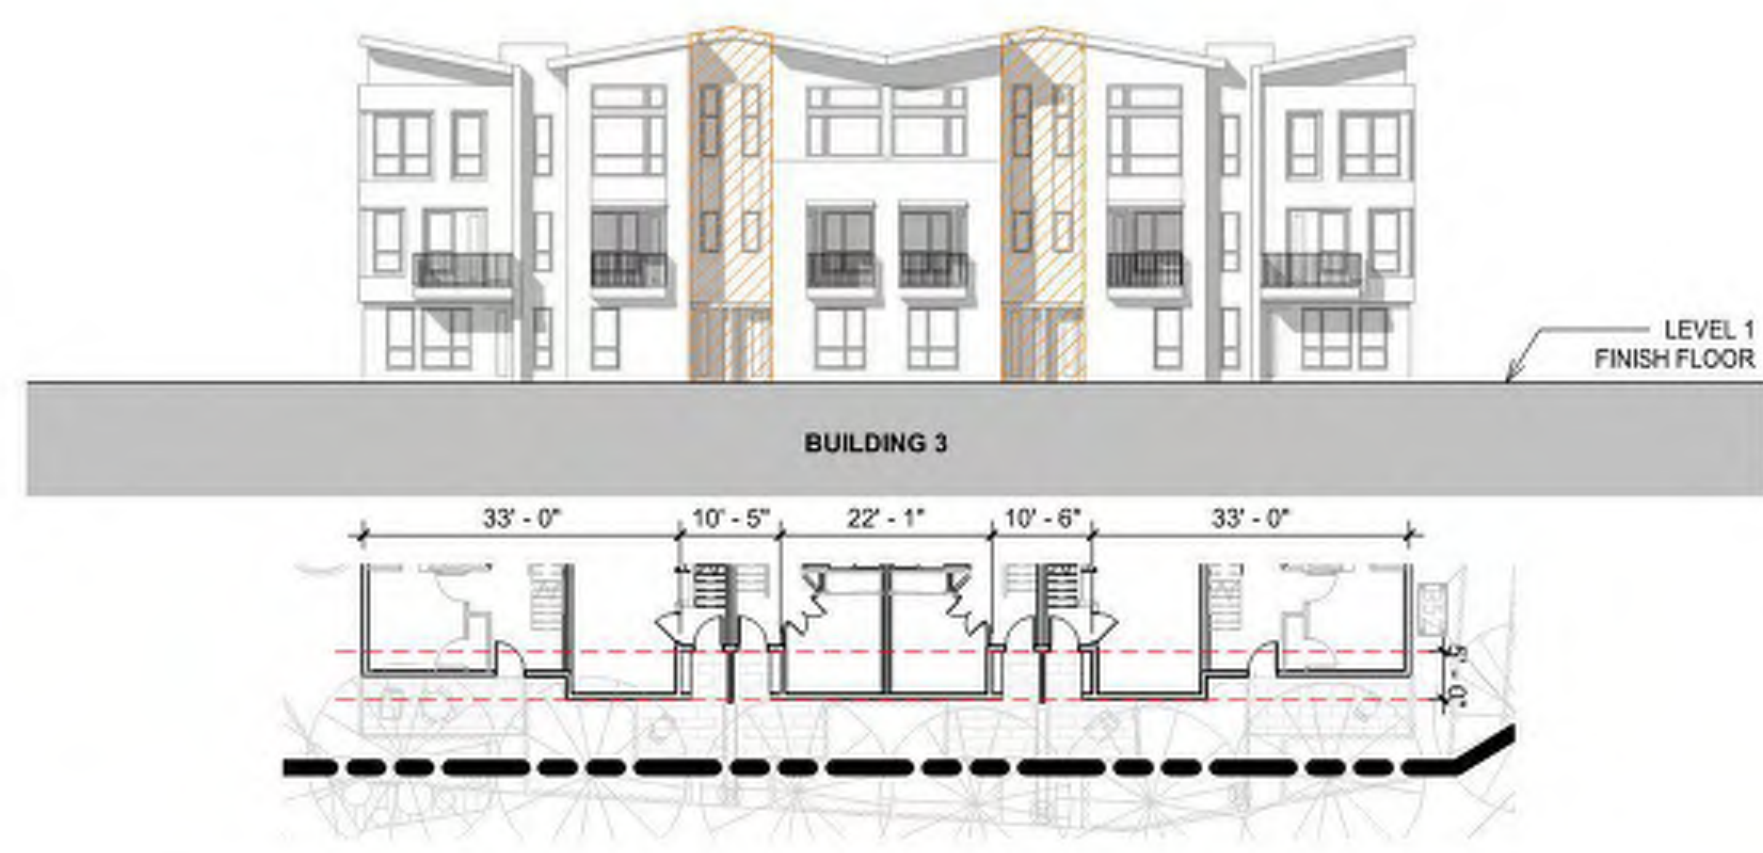 LEVEL 1
FINISH FLOOR
BUILDING 3
33' - 0"
10' - 5"
22' - 1"
10' - 6"
33' - 0"